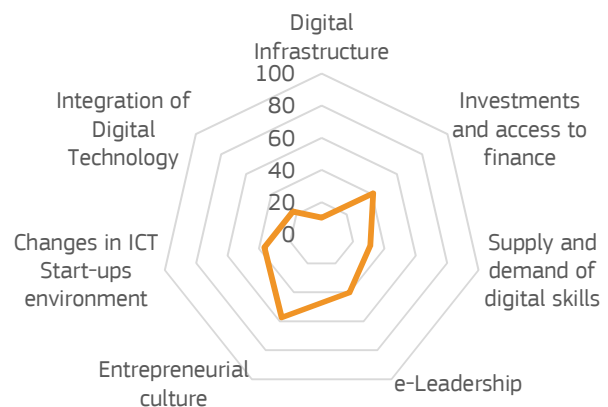 Digital
Infrastructure
100
80
60
40
20
0
Investments
and access to
finance
Supply and
demand of
digital skills
e-Leadership
Entrepreneurial
culture
Changes in ICT
Start-ups
environment
Integration of
Digital
Technology